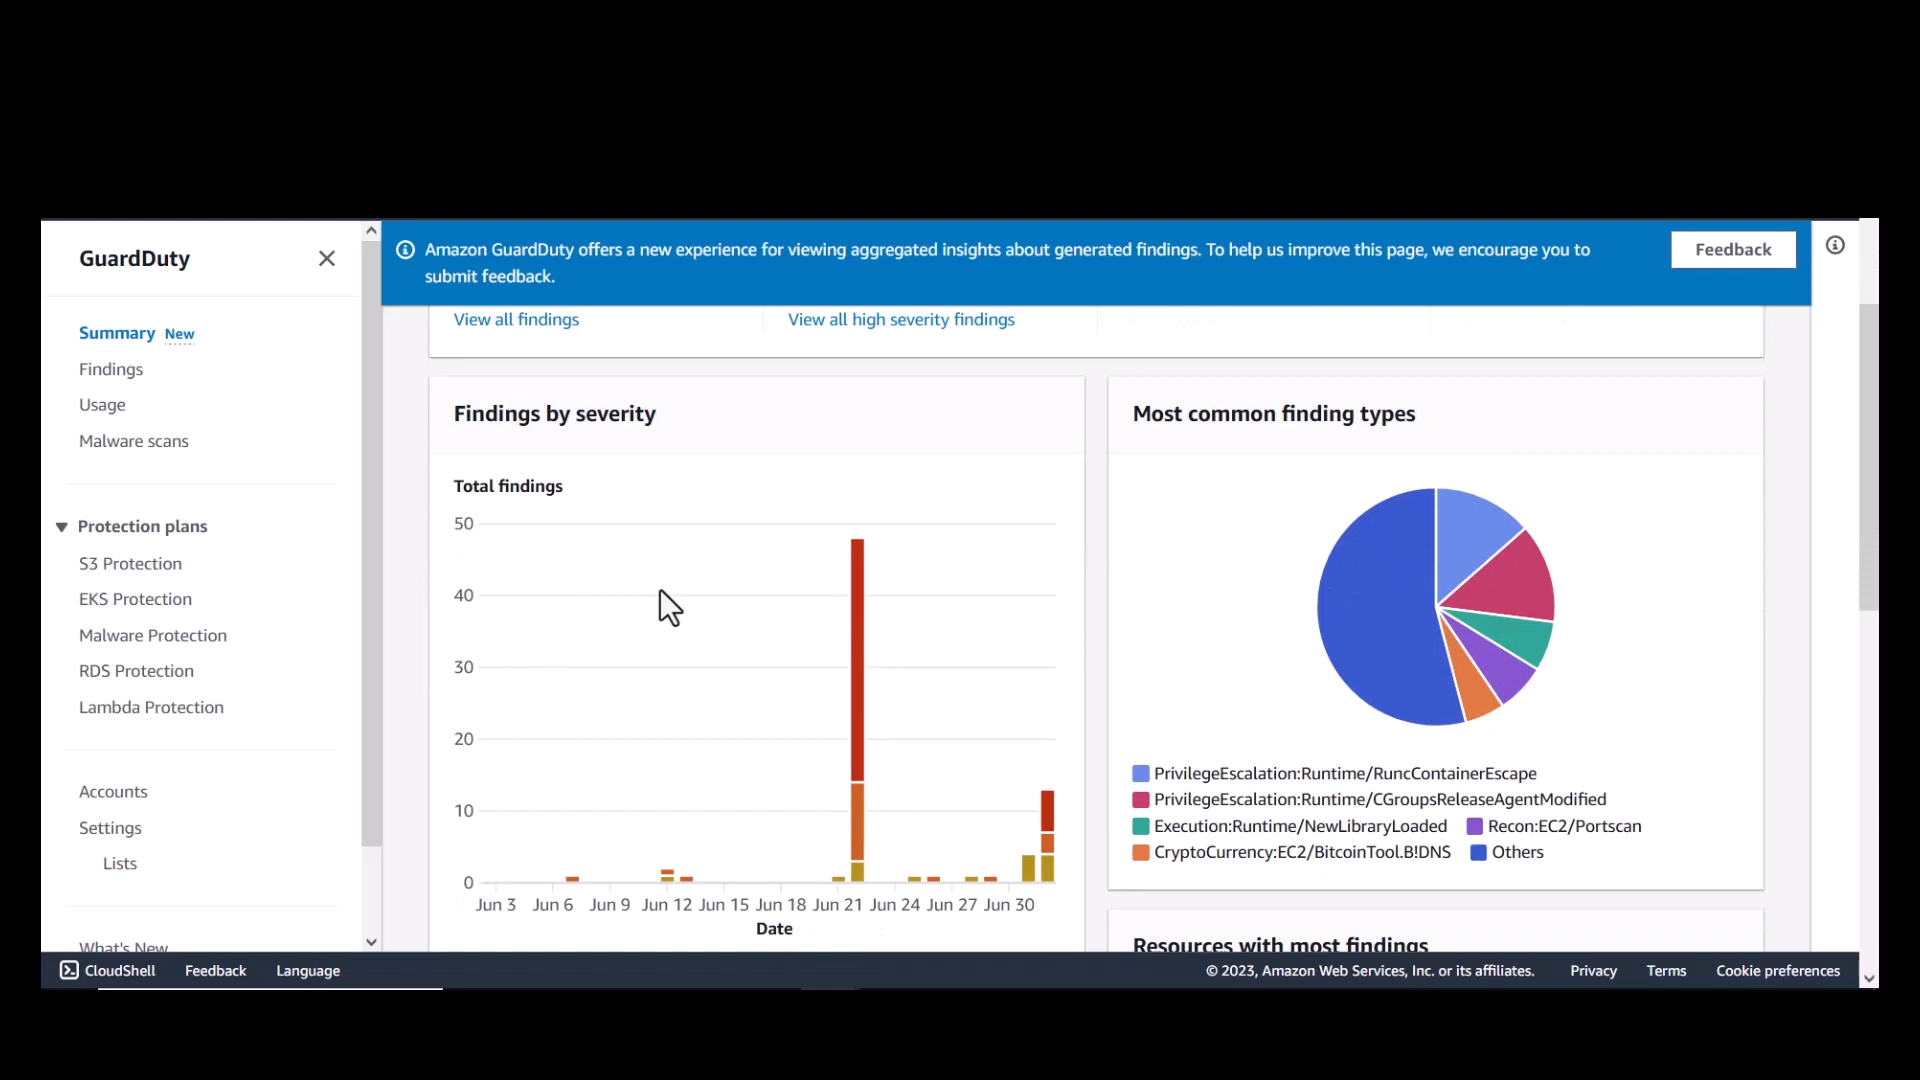 GuardDuty
Summary New
Findings
Usage
Malware scans
Protection plans
S3 Protection
EKS Protection
Malware Protection
RDS Protection
Lambda Protection
Accounts
Settings
Lists
What's New
Amazon GuardDuty offers a new experience for viewing aggregated insights about generated findings. To help us improve this page, we encourage you to
submit feedback.
Feedback
View all findings
View all high severity findings
Findings by severity
Total findings
50
40
30
20
10
0
Jun 3 Jun 6 Jun 9 Jun 12 Jun 15 Jun 18 Jun 21 Jun 24 Jun 27 Jun 30
Date
Most common finding types
PrivilegeEscalation:Runtime/RuncContainerEscape
PrivilegeEscalation:Runtime/CGroupsReleaseAgentModified
Execution:Runtime/NewLibraryLoaded Recon:EC2/Portscan
CryptoCurrency:EC2/BitcoinTool.B!DNS Others
Resources with most findings
CloudShell Feedback Language
© 2023, Amazon Web Services, Inc. or its affiliates. Privacy Terms Cookie preferences